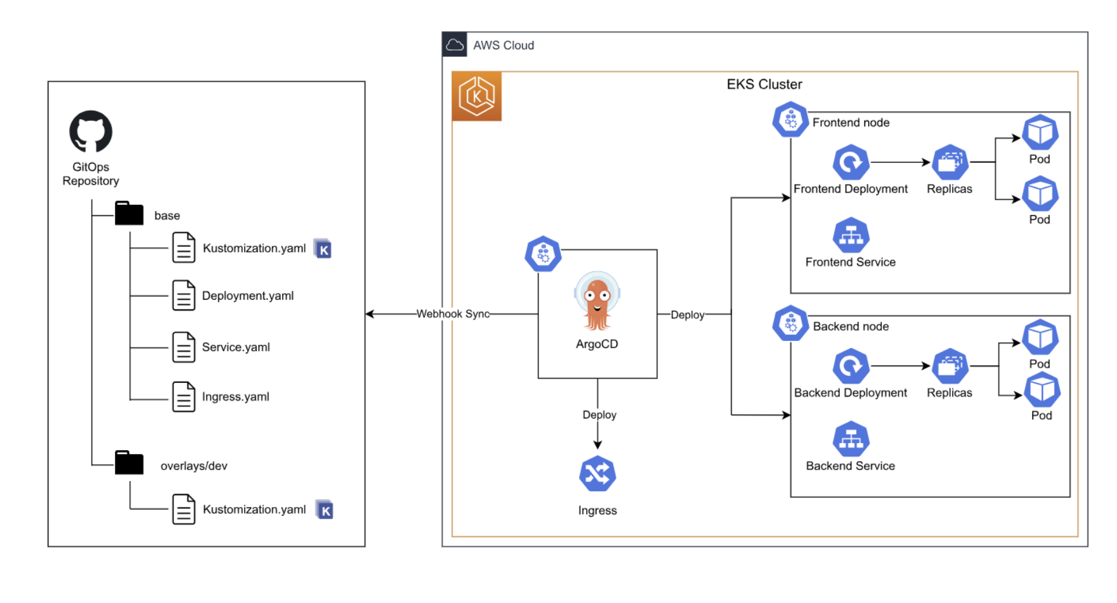 AWS Cloud
EKS Cluster
GitOps
Repository
base
Kustomization.yaml
K
Deployment.yaml
Service.yaml
Ingress.yaml
overlays/dev
Kustomization.yaml
K
Webhook Sync
K
ArgoCD
Deploy
Deploy
Ingress
Frontend node
Frontend Deployment
Replicas
Pod
Pod
Frontend Service
Backend node
Backend Deployment
Replicas
Pod
Pod
Backend Service